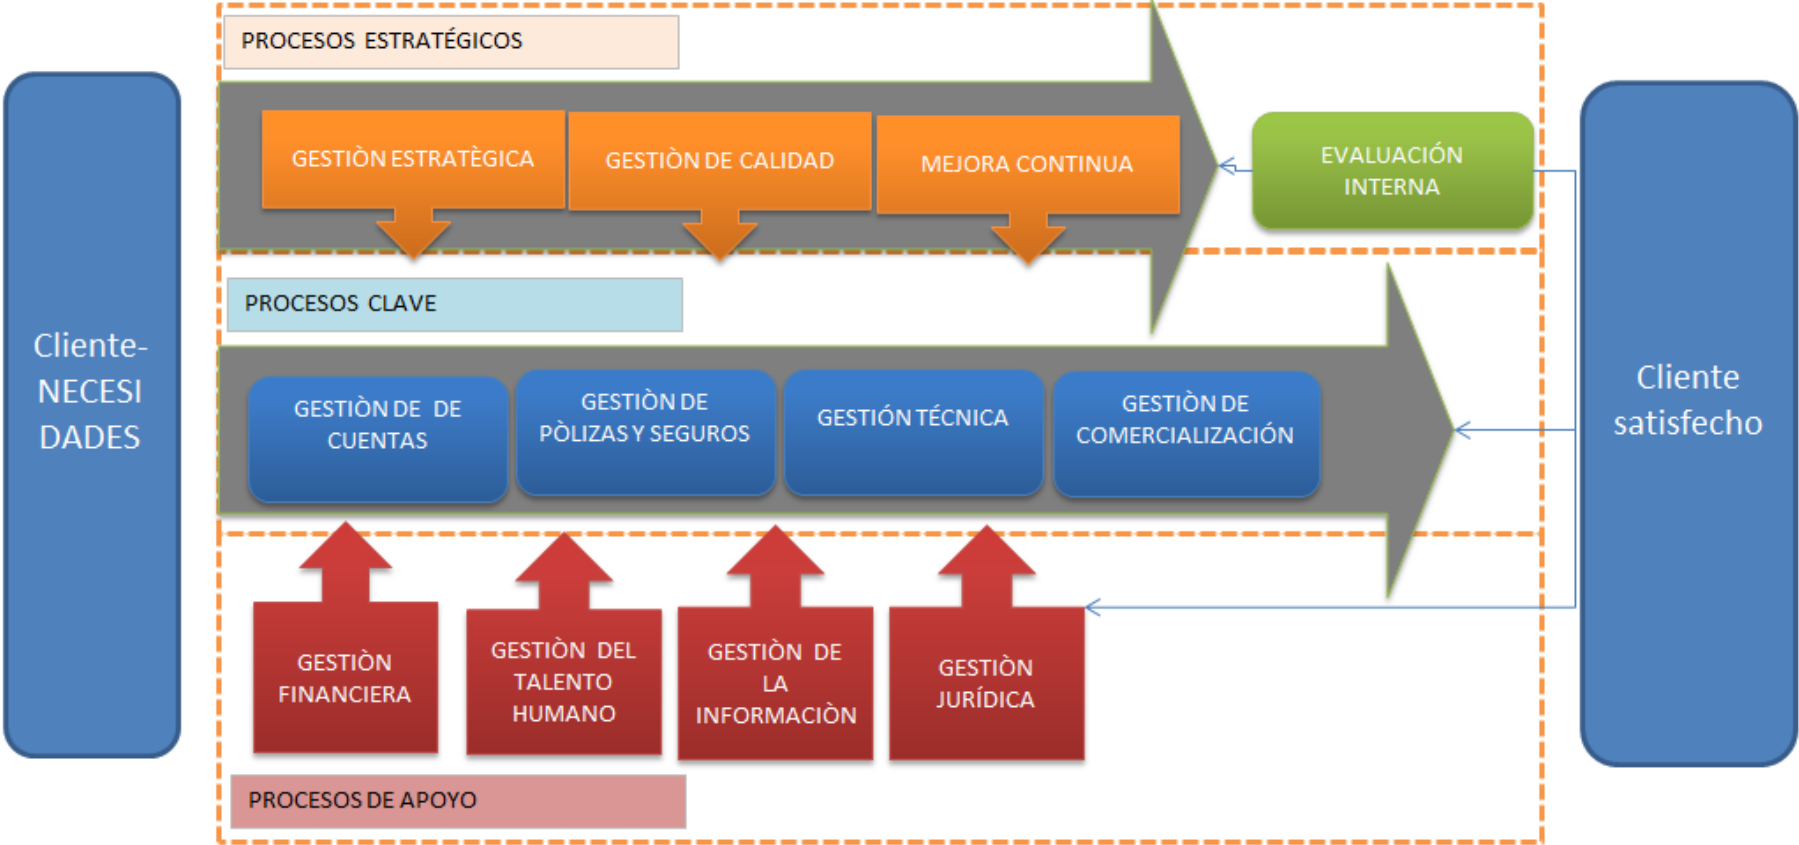 PROCESOS ESTRATÉGICOS
GESTIÒN ESTRATÈGICA
GESTIÒN DE CALIDAD
MEJORA CONTINUA
EVALUACIÓN
INTERNA
Cliente-
NECESI
DADES
PROCESOS CLAVE
GESTIÒN DE DE
CUENTAS
GESTIÒN DE
PÒLIZAS Y SEGUROS
GESTIÓN TÉCNICA
GESTIÒN DE
COMERCIALIZACIÓN
Cliente
satisfecho
GESTIÒN
FINANCIERA
GESTIÒN DEL
TALENTO
HUMANO
GESTIÒN DE
LA
INFORMACIÒN
GESTIÒN
JURÍDICA
PROCESOS DE APOYO